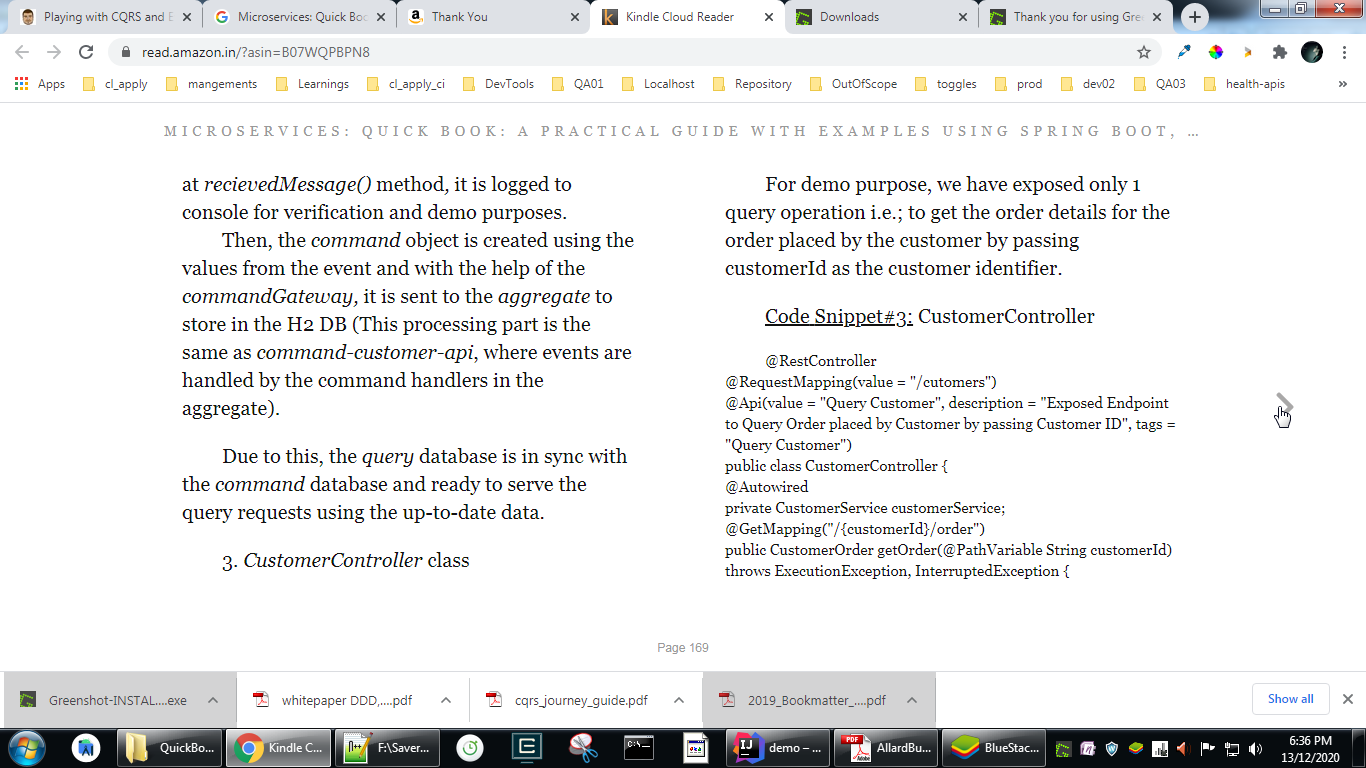 Playing with CQRS and E
Microservices: Quick Boo
Thank You
Kindle Cloud Reader
Downloads
Thank you for using Gre
read.amazon.in/?asin=B07WQPBPN8
Apps
cl_apply
mangements
Learnings
cl_apply_ci
DevTools
QA01
Localhost
Repository
OutOfScope
toggles
prod
dev02
QA03
health-apis
»
MICROSERVICES: QUICK BOOK: A PRACTICAL GUIDE WITH EXAMPLES USING SPRING BOOT, …
at recievedMessage() method, it is logged to
console for verification and demo purposes.
Then, the command object is created using the
values from the event and with the help of the
commandGateway, it is sent to the aggregate to
store in the H2 DB (This processing part is the
same as command-customer-api, where events are
handled by the command handlers in the
aggregate).
Due to this, the query database is in sync with
the command database and ready to serve the
query requests using the up-to-date data.
3. CustomerController class
For demo purpose, we have exposed only 1
query operation i.e.; to get the order details for the
order placed by the customer by passing
customerId as the customer identifier.
Code Snippet#3: CustomerController
@RestController
@RequestMapping(value = "/cutomers")
@Api(value = "Query Customer", description = "Exposed Endpoint
to Query Order placed by Customer by passing Customer ID", tags =
"Query Customer")
public class CustomerController {
@Autowired
private CustomerService customerService;
@GetMapping("/{customerId}/order")
public CustomerOrder getOrder(@PathVariable String customerId)
throws ExecutionException, InterruptedException {
Page 169
Greenshot-INSTAL....exe
whitepaper DDD,....pdf
cqrs_journey_guide.pdf
2019_Bookmatter_....pdf
Show all
QuickBo...
Kindle C...
F:\Saver...
demo – ...
AllardBu...
BlueStac...
6:36 PM
13/12/2020